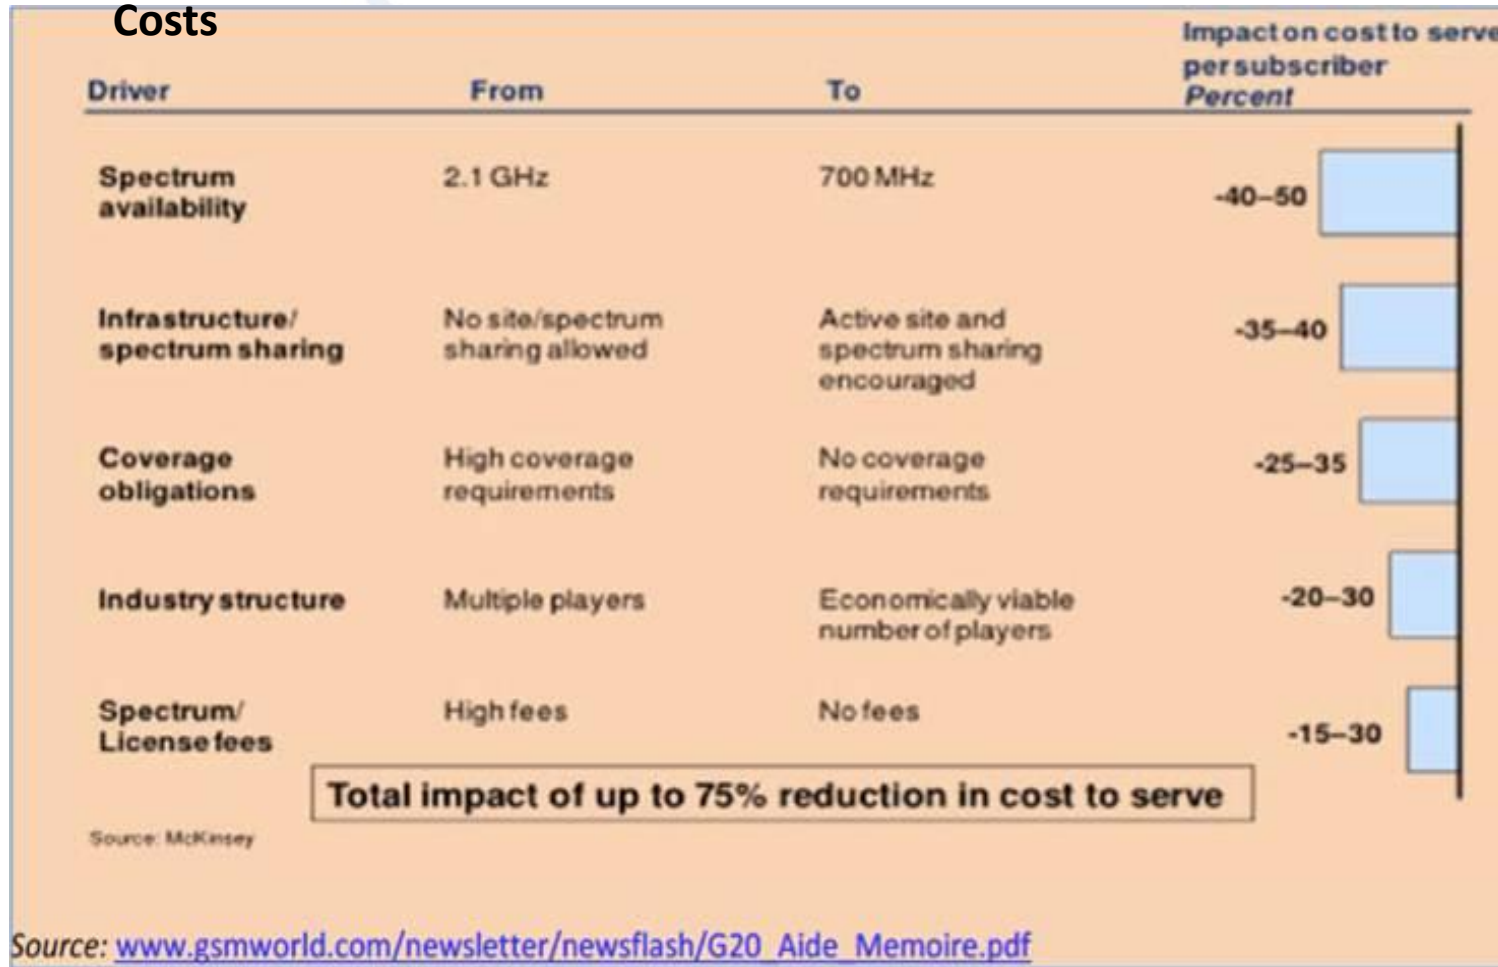 Costs
Impact on cost to serve
per subscriber
Percent
Driver From To
Spectrum
availability
2.1 GHz
700 MHz
-40–50
Infrastructure/
spectrum sharing
No site/spectrum
sharing allowed
Active site and
spectrum sharing
encouraged
-35–40
Coverage
obligations
High coverage
requirements
No coverage
requirements
-25–35
Industry structure
Multiple players
Economically viable
number of players
-20–30
Spectrum/
License fees
High fees
No fees
-15–30
Total impact of up to 75% reduction in cost to serve
Source: McKinsey
Source: www.gsmworld.com/newsletter/newsflash/G20_Aide_Memoire.pdf